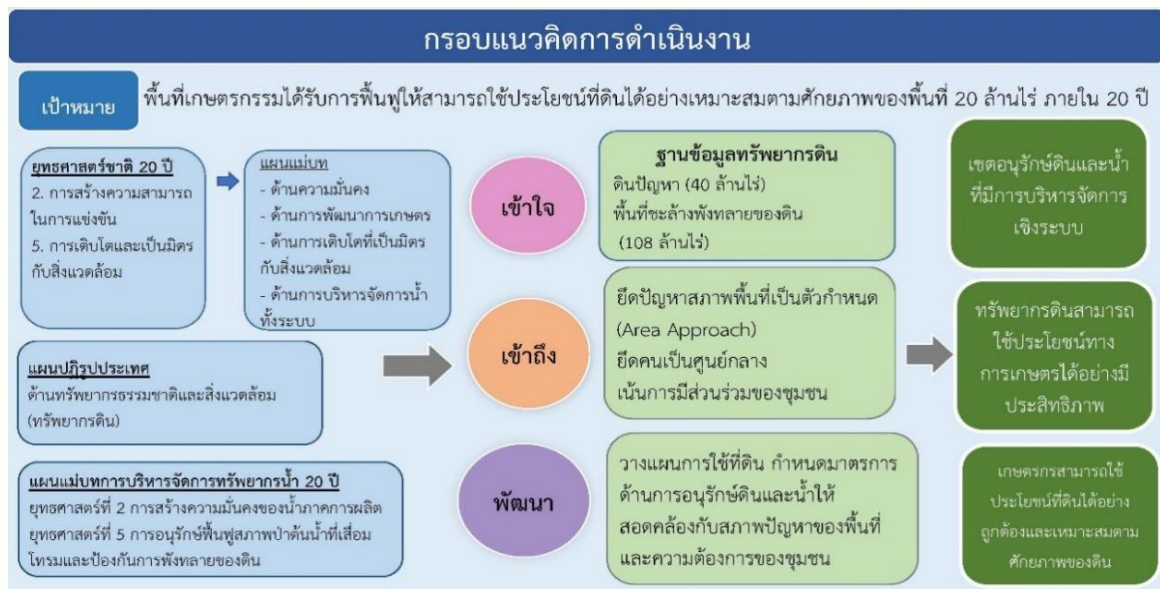 กรอบแนวคิดการดำเนินงาน
เป้าหมาย
พื้นที่เกษตรกรรมได้รับการฟื้นฟูให้สามารถใช้ประโยชน์ที่ดินได้อย่างเหมาะสมตามศักยภาพของพื้นที่ 20 ล้านไร่ ภายใน 20 ปี
ยุทธศาสตร์ชาติ 20 ปี
2. การสร้างความสามารถ
ในการแข่งขัน
5. การเติบโตและเป็นมิตร
กับสิ่งแวดล้อม
แผนแม่บท
- ด้านความมั่นคง
- ด้านการพัฒนาการเกษตร
- ด้านการเติบโตที่เป็นมิตร
กับสิ่งแวดล้อม
- ด้านการบริหารจัดการน้ำ
ทั้งระบบ
แผนปฏิรูปประเทศ
ด้านทรัพยากรธรรมชาติและสิ่งแวดล้อม
(ทรัพยากรดิน)
แผนแม่บทการบริหารจัดการทรัพยากรน้ำ 20 ปี
ยุทธศาสตร์ที่ 2 การสร้างความมั่นคงของน้ำภาคการผลิต
ยุทธศาสตร์ที่ 5 การอนุรักษ์ฟื้นฟูสภาพป่าต้นน้ำที่เสื่อม
โทรมและป้องกันการพังทลายของดิน
เข้าใจ
ฐานข้อมูลทรัพยากรดิน
ดินปัญหา (40 ล้านไร่)
พื้นที่ชะล้างพังทลายของดิน
(108 ล้านไร่)
เข้าถึง
ยึดปัญหาสภาพพื้นที่เป็นตัวกำหนด
(Area Approach)
ยึดคนเป็นศูนย์กลาง
เน้นการมีส่วนร่วมของชุมชน
พัฒนา
วางแผนการใช้ที่ดิน กำหนดมาตรการ
ด้านการอนุรักษ์ดินและน้ำให้
สอดคล้องกับสภาพปัญหาของพื้นที่
และความต้องการของชุมชน
เขตอนุรักษ์ดินและน้ำ
ที่มีการบริหารจัดการ
เชิงระบบ
ทรัพยากรดินสามารถ
ใช้ประโยชน์ทาง
การเกษตรได้อย่างมี
ประสิทธิภาพ
เกษตรกรสามารถใช้
ประโยชน์ที่ดินได้อย่าง
ถูกต้องและเหมาะสมตาม
ศักยภาพของดิน